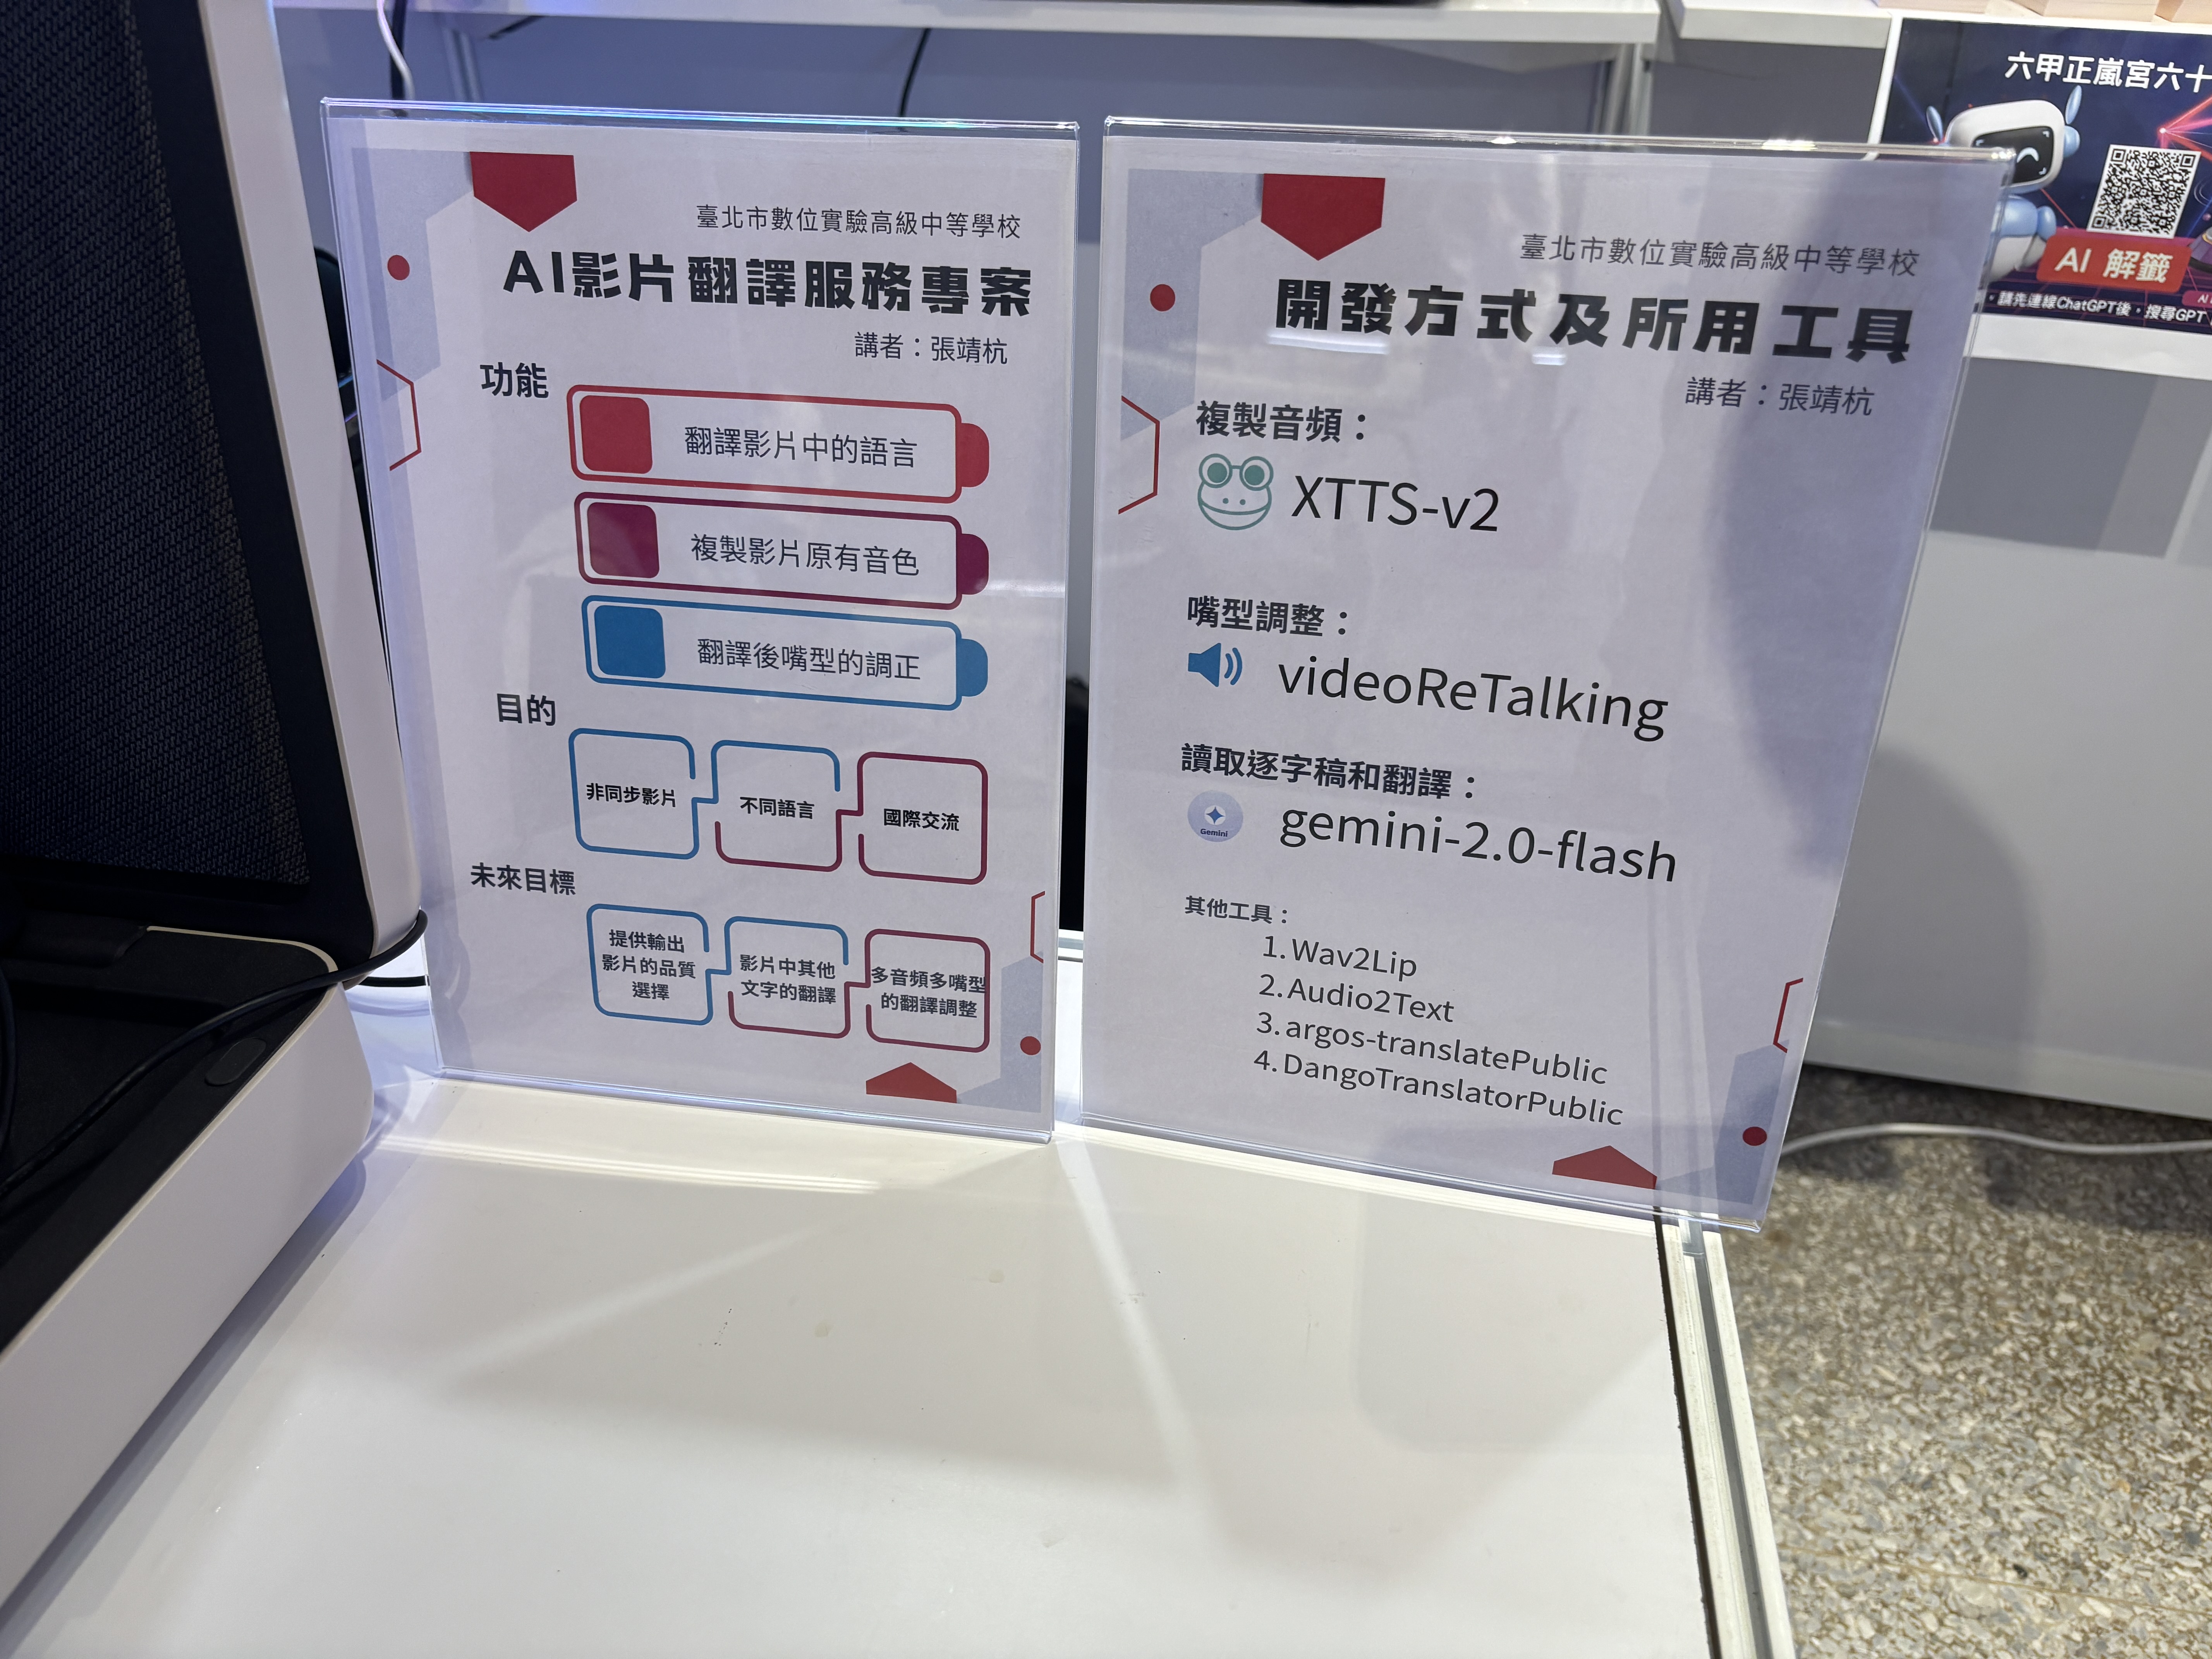 臺北市數位實驗高級中等學校
AI影片翻譯服務專案
講者：張靖杭
功能
翻譯影片中的語言
複製影片原有音色
翻譯後嘴型的調正
目的
非同步影片
不同語言
國際交流
未來目標
提供輸出
影片的品質
選擇
影片中其他
文字的翻譯
多音頻多嘴型
的翻譯調整
臺北市數位實驗高級中等學校
開發方式及所用工具
講者：張靖杭
複製音頻：
XTTS-v2
嘴型調整：
videoReTalking
讀取逐字稿和翻譯：
Gemini
gemini-2.0-flash
其他工具：
1. Wav2Lip
2. Audio2Text
3. argos-translatePublic
4. DangoTranslatorPublic
六甲正嵐宮六十
AI 解籤
請先連線ChatGPT後，搜尋GPT